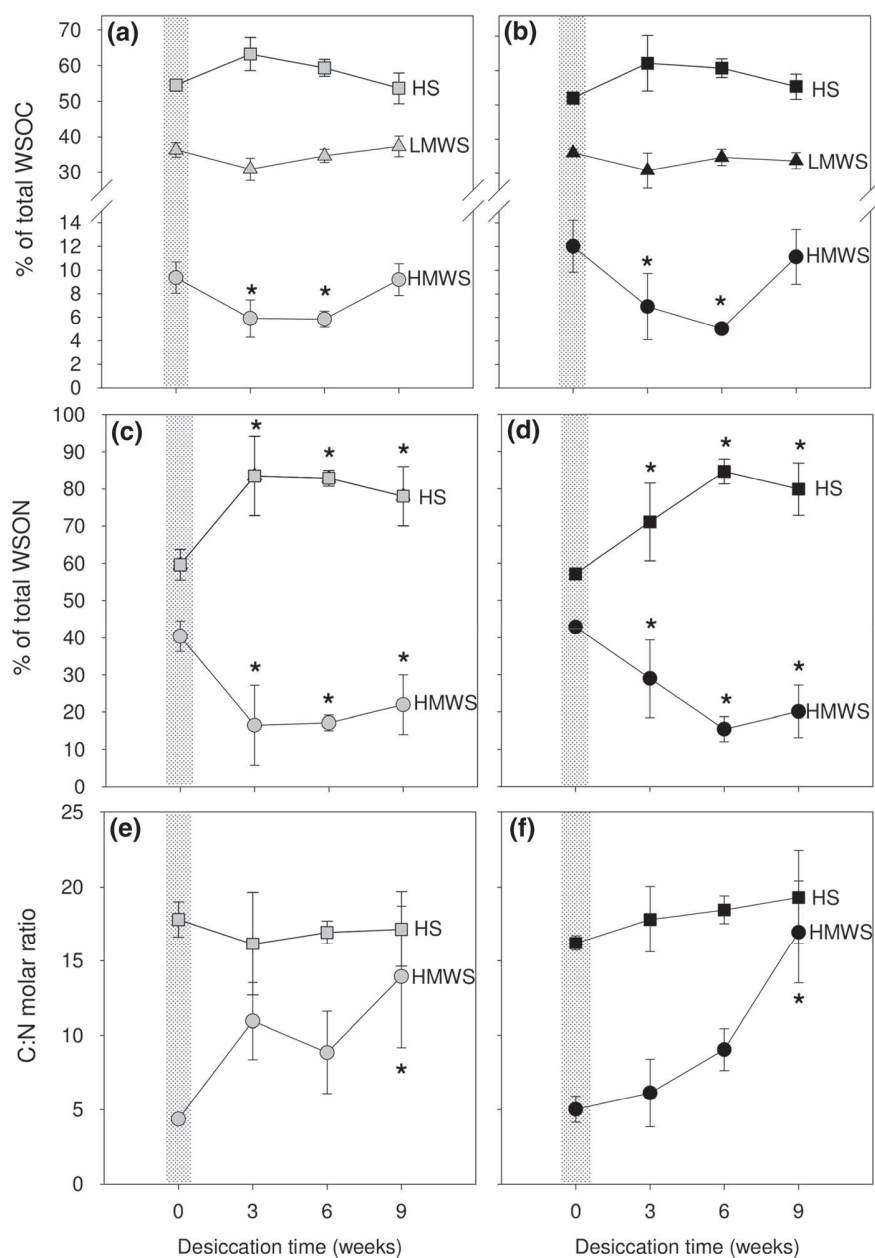 (a)
70
60
50
40
30
14
12
10
8
6
4
2
0
% of total WSOC
HS
LMWS
HMWS
*
*
(b)
HS
LMWS
HMWS
*
*
(c)
100
90
80
70
60
50
40
30
20
10
0
% of total WSON
*
*
*
HS
*
*
*
HMWS
(d)
*
*
*
HS
*
*
*
HMWS
(e)
25
20
15
10
5
0
C:N molar ratio
HS
HMWS
*
0 3 6 9
Desiccation time (weeks)
(f)
HS
HMWS
*
0 3 6 9
Desiccation time (weeks)